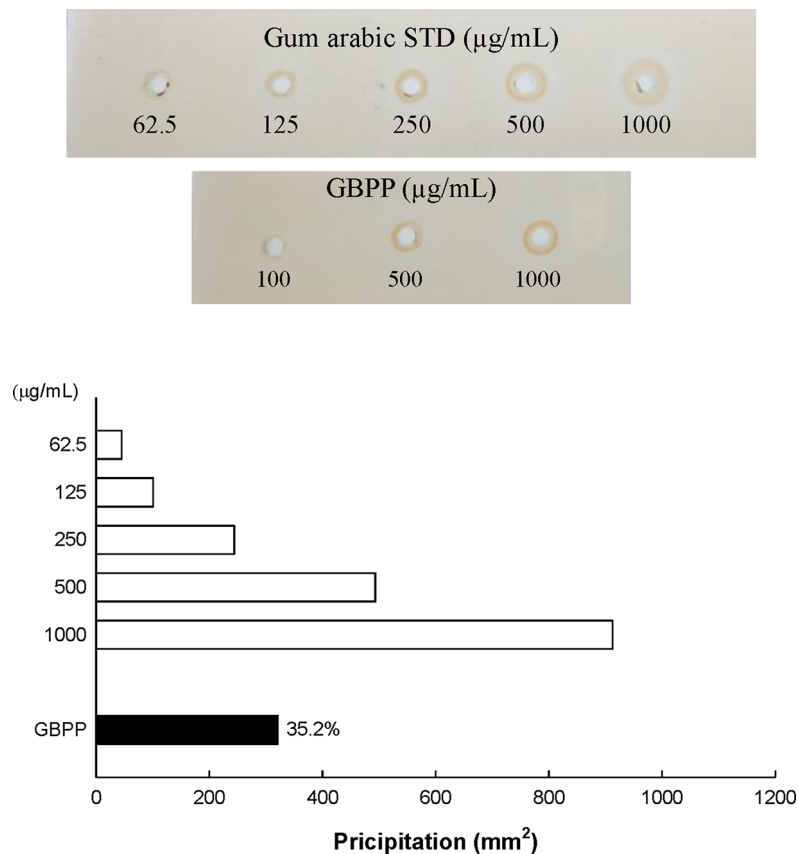 Gum arabic STD (µg/mL)
62.5 125 250 500 1000
GBPP (µg/mL)
100 500 1000
(µg/mL)
62.5
125
250
500
1000
GBPP 35.2%
0 200 400 600 800 1000 1200
Pricipitation (mm²)